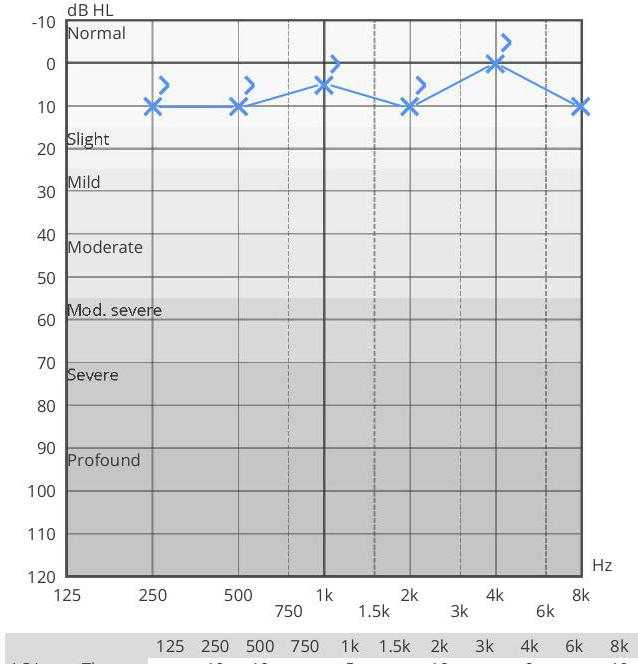 dB HL
-10
Normal
0
10
Slight
20
Mild
30
40
Moderate
50
Mod. severe
60
70
Severe
80
90
Profound
100
110
120
Hz
125 250 500 1k 2k 4k 8k
750 1.5k 3k 6k
125 250 500 750 1k 1.5k 2k 3k 4k 6k 8k